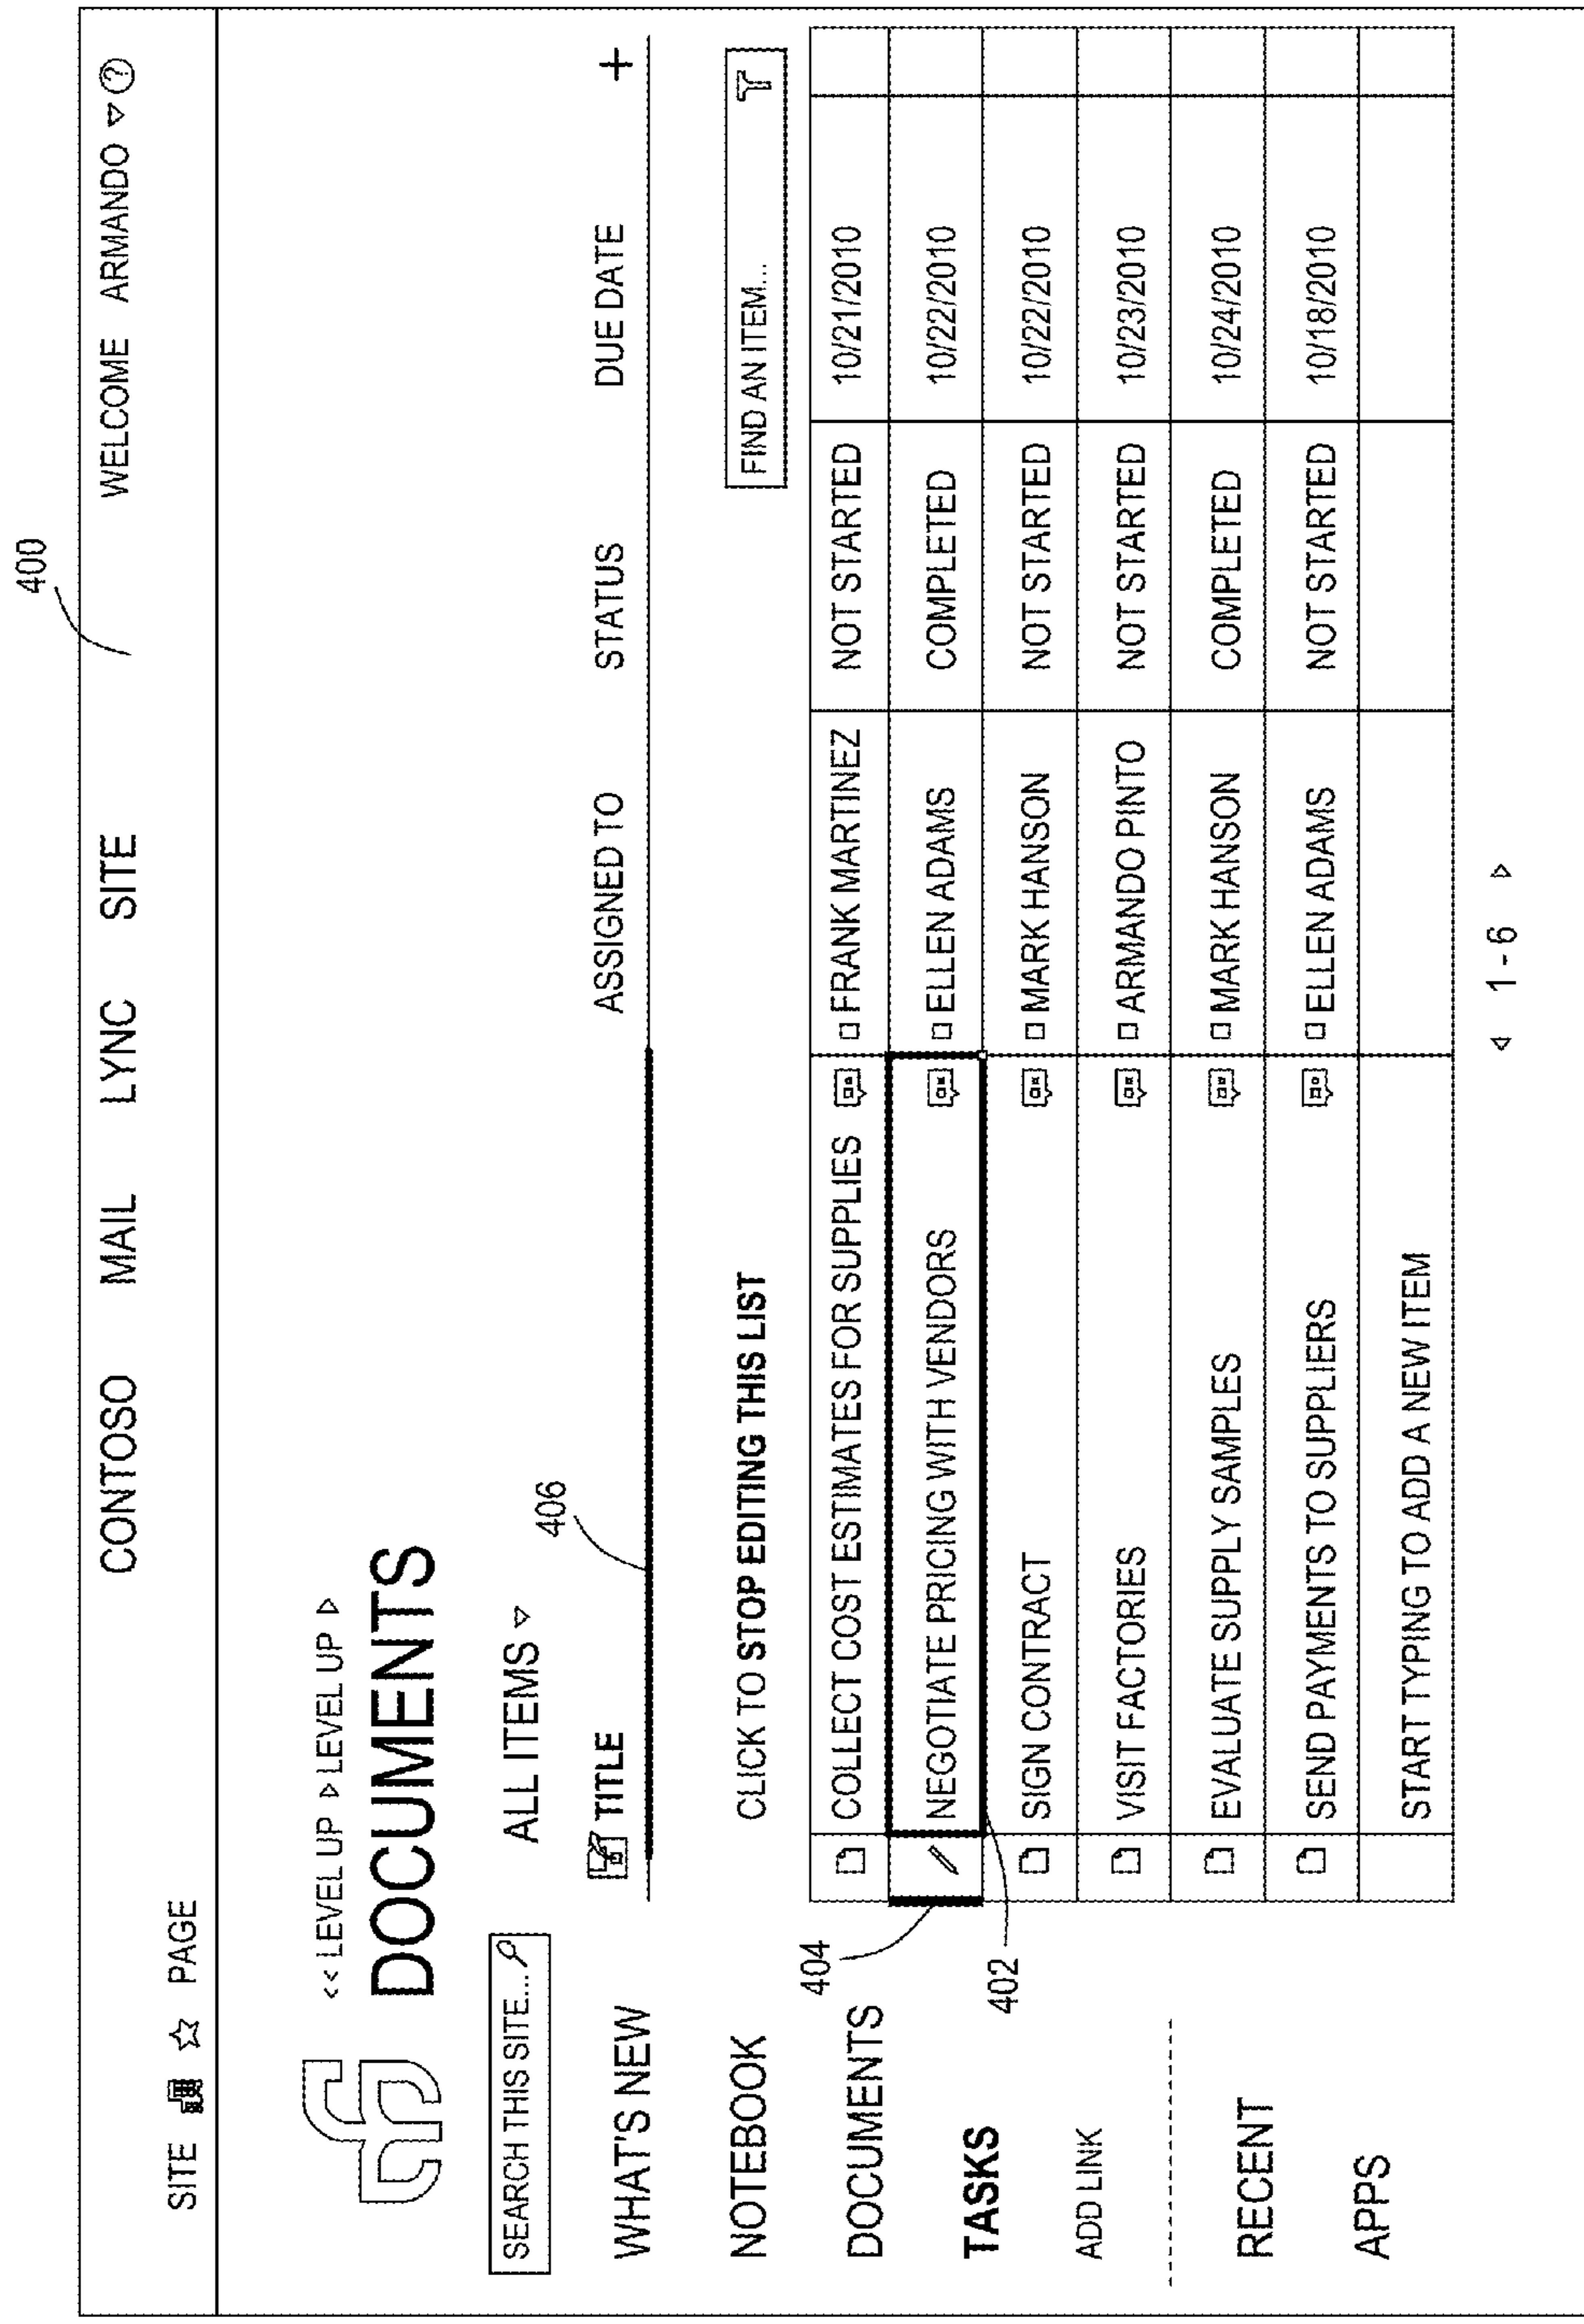 400
CONTOSO MAIL LYNC SITE WELCOME ARMANDO ?
SITE PAGE
<< LEVEL UP LEVEL UP
DOCUMENTS
SEARCH THIS SITE...
ALL ITEMS
406
WHAT'S NEW
NOTEBOOK
DOCUMENTS
TASKS
ADD LINK
RECENT
APPS
TITLE ASSIGNED TO STATUS DUE DATE +
CLICK TO STOP EDITING THIS LIST FIND AN ITEM...
COLLECT COST ESTIMATES FOR SUPPLIES FRANK MARTINEZ NOT STARTED 10/21/2010
404
NEGOTIATE PRICING WITH VENDORS ELLEN ADAMS COMPLETED 10/22/2010
402
SIGN CONTRACT MARK HANSON NOT STARTED 10/22/2010
VISIT FACTORIES ARMANDO PINTO NOT STARTED 10/23/2010
EVALUATE SUPPLY SAMPLES MARK HANSON COMPLETED 10/24/2010
SEND PAYMENTS TO SUPPLIERS ELLEN ADAMS NOT STARTED 10/18/2010
START TYPING TO ADD A NEW ITEM
1 - 6